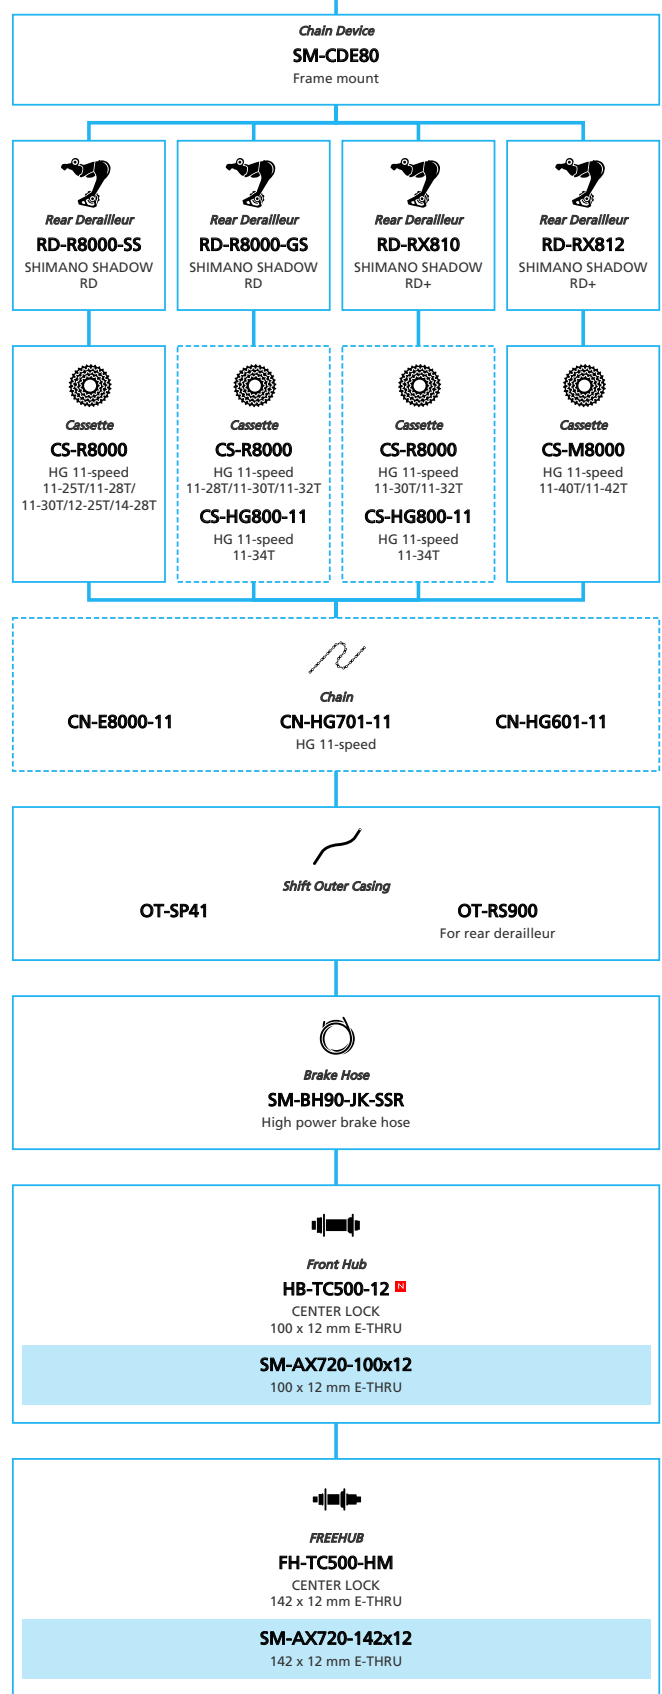 Chain Device
SM-CDE80
Frame mount
Rear Derailleur
RD-R8000-SS
SHIMANO SHADOW
RD
Rear Derailleur
RD-R8000-GS
SHIMANO SHADOW
RD
Rear Derailleur
RD-RX810
SHIMANO SHADOW
RD+
Rear Derailleur
RD-RX812
SHIMANO SHADOW
RD+
Cassette
CS-R8000
HG 11-speed
11-25T/11-28T/
11-30T/12-25T/14-28T
Cassette
CS-R8000
HG 11-speed
11-28T/11-30T/11-32T
CS-HG800-11
HG 11-speed
11-34T
Cassette
CS-R8000
HG 11-speed
11-30T/11-32T
CS-HG800-11
HG 11-speed
11-34T
Cassette
CS-M8000
HG 11-speed
11-40T/11-42T
Chain
CN-E8000-11
CN-HG701-11
HG 11-speed
CN-HG601-11
Shift Outer Casing
OT-SP41
OT-RS900
For rear derailleur
Brake Hose
SM-BH90-JK-SSR
High power brake hose
Front Hub
HB-TC500-12 N
CENTER LOCK
100 x 12 mm E-THRU
SM-AX720-100x12
100 x 12 mm E-THRU
FREEHUB
FH-TC500-HM
CENTER LOCK
142 x 12 mm E-THRU
SM-AX720-142x12
142 x 12 mm E-THRU